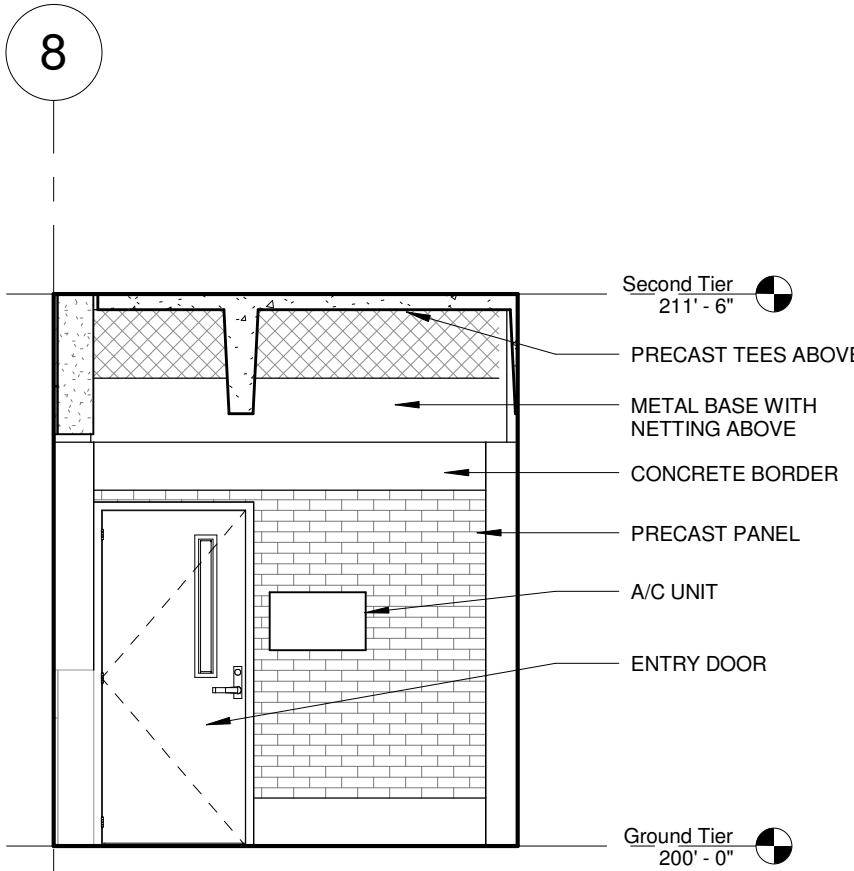 8
Second Tier
211' - 6"
PRECAST TEES ABOVE
METAL BASE WITH
NETTING ABOVE
CONCRETE BORDER
PRECAST PANEL
A/C UNIT
ENTRY DOOR
Ground Tier
200' - 0"